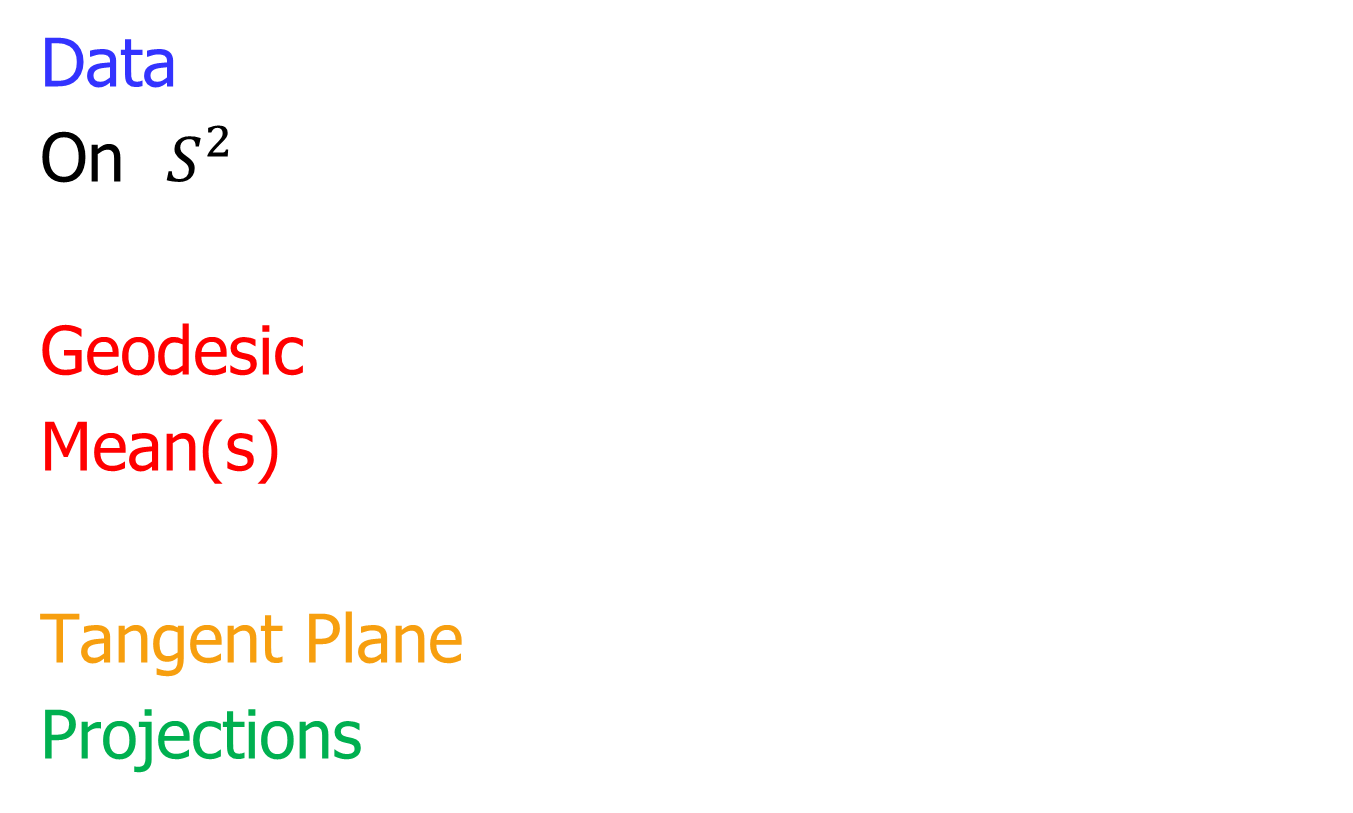 Data
On S²
Geodesic
Mean(s)
Tangent Plane
Projections